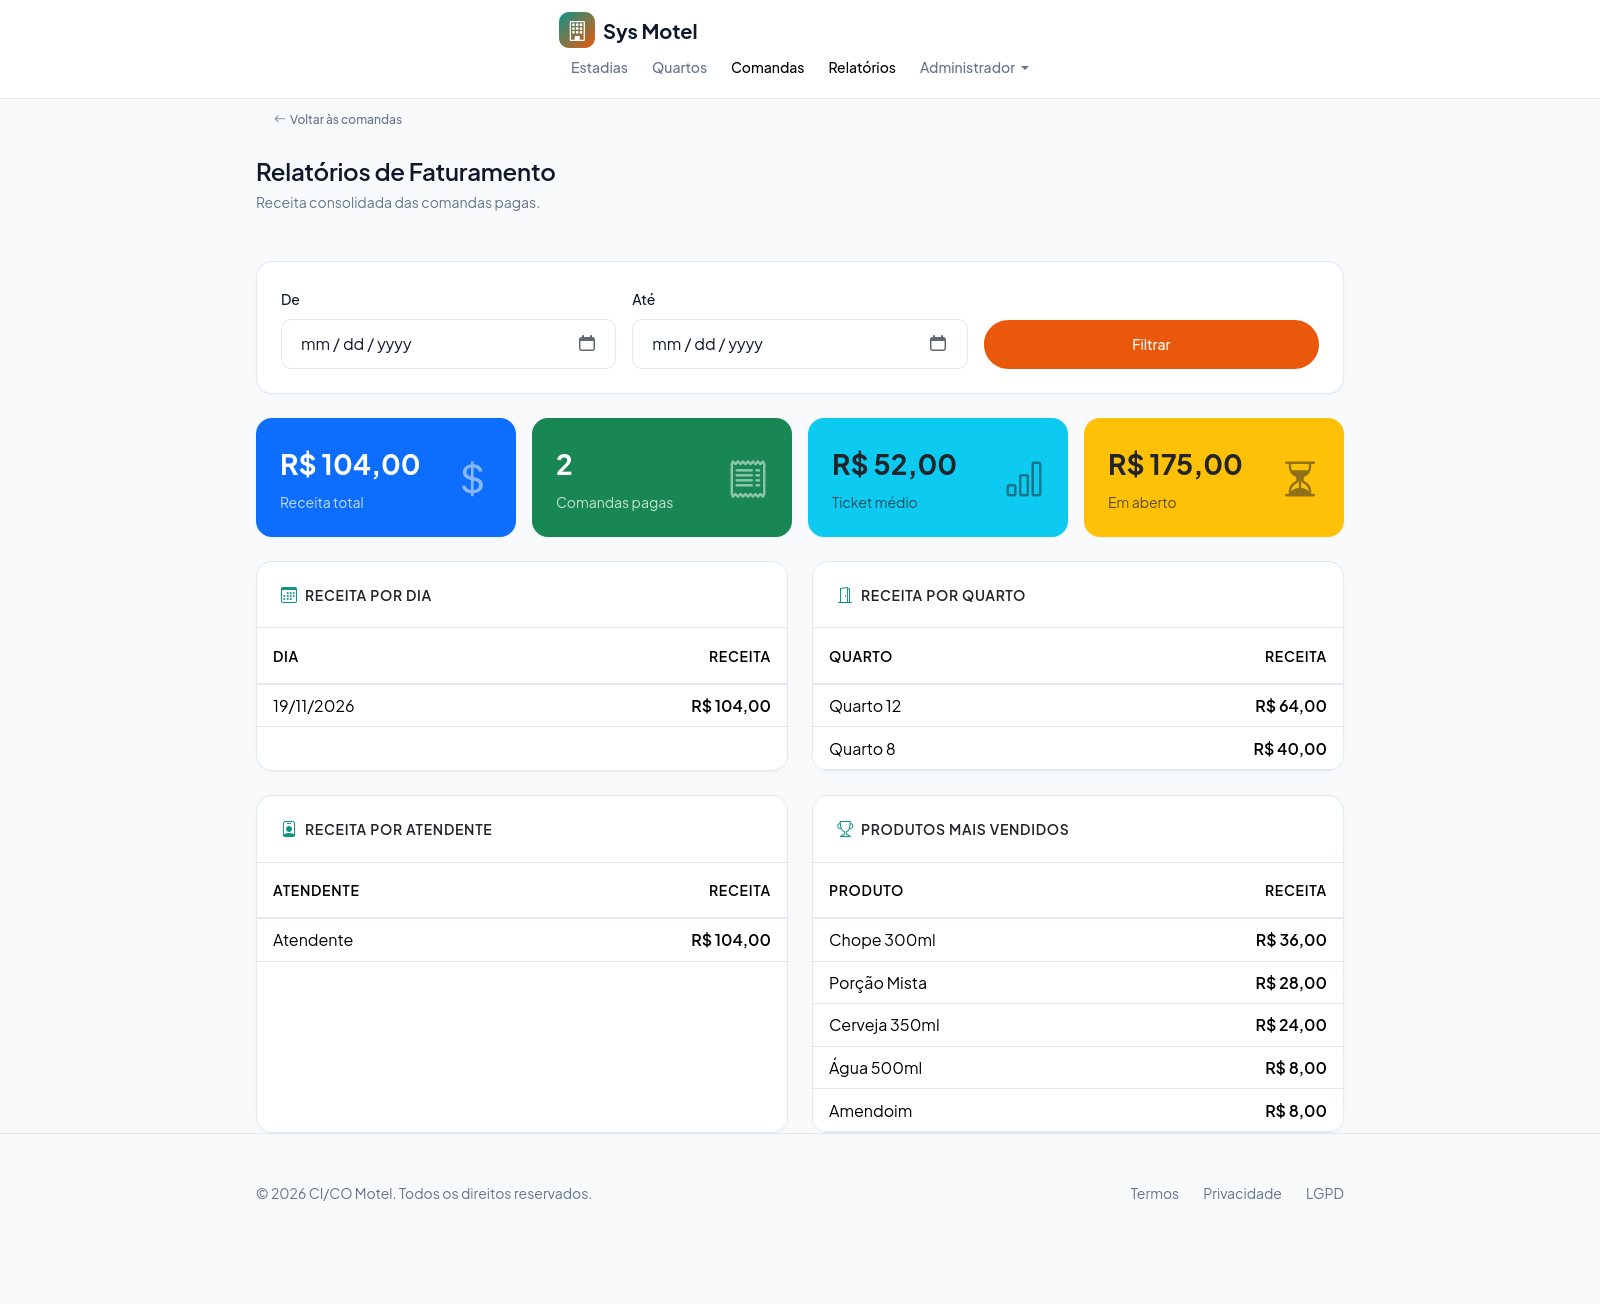 Sys Motel
Estadias Quartos Comandas Relatórios Administrador
← Voltar às comandas
Relatórios de Faturamento
Receita consolidada das comandas pagas.
De Até
mm / dd / yyyy mm / dd / yyyy Filtrar
R$ 104,00
Receita total
2
Comandas pagas
R$ 52,00
Ticket médio
R$ 175,00
Em aberto
RECEITA POR DIA
DIA RECEITA
19/11/2026 R$ 104,00
RECEITA POR QUARTO
QUARTO RECEITA
Quarto 12 R$ 64,00
Quarto 8 R$ 40,00
RECEITA POR ATENDENTE
ATENDENTE RECEITA
Atendente R$ 104,00
PRODUTOS MAIS VENDIDOS
PRODUTO RECEITA
Chope 300ml R$ 36,00
Porção Mista R$ 28,00
Cerveja 350ml R$ 24,00
Água 500ml R$ 8,00
Amendoim R$ 8,00
© 2026 CI/CO Motel. Todos os direitos reservados. Termos Privacidade LGPD